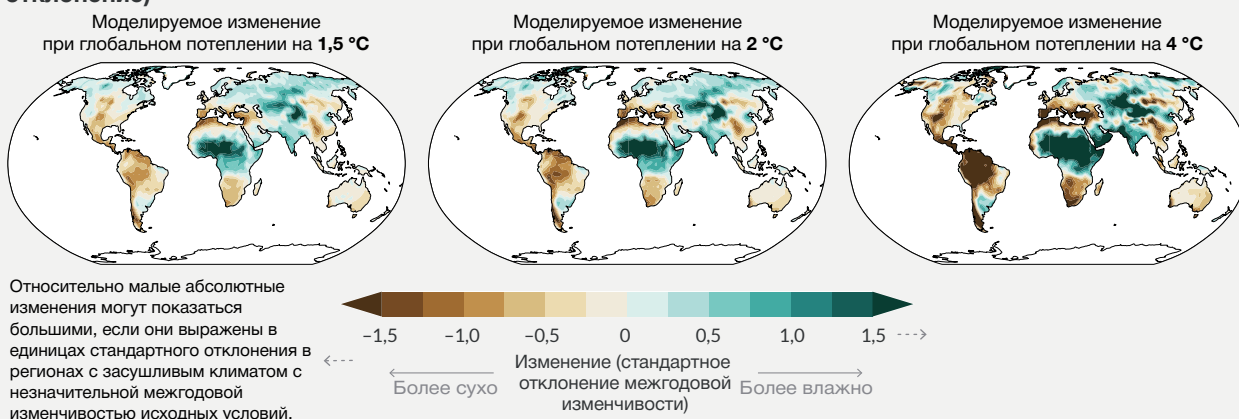 отклонение)
Моделируемое изменение
при глобальном потеплении на 1,5 °C
Моделируемое изменение
при глобальном потеплении на 2 °C
Моделируемое изменение
при глобальном потеплении на 4 °C
Относительно малые абсолютные
изменения могут показаться
большими, если они выражены в
единицах стандартного отклонения в
регионах с засушливым климатом с
незначительной межгодовой
изменчивостью исходных условий.
–1,5 –1,0 –0,5 0 0,5 1,0 1,5
Изменение (стандартное
отклонение межгодовой
изменчивости)
Более сухо
Более влажно